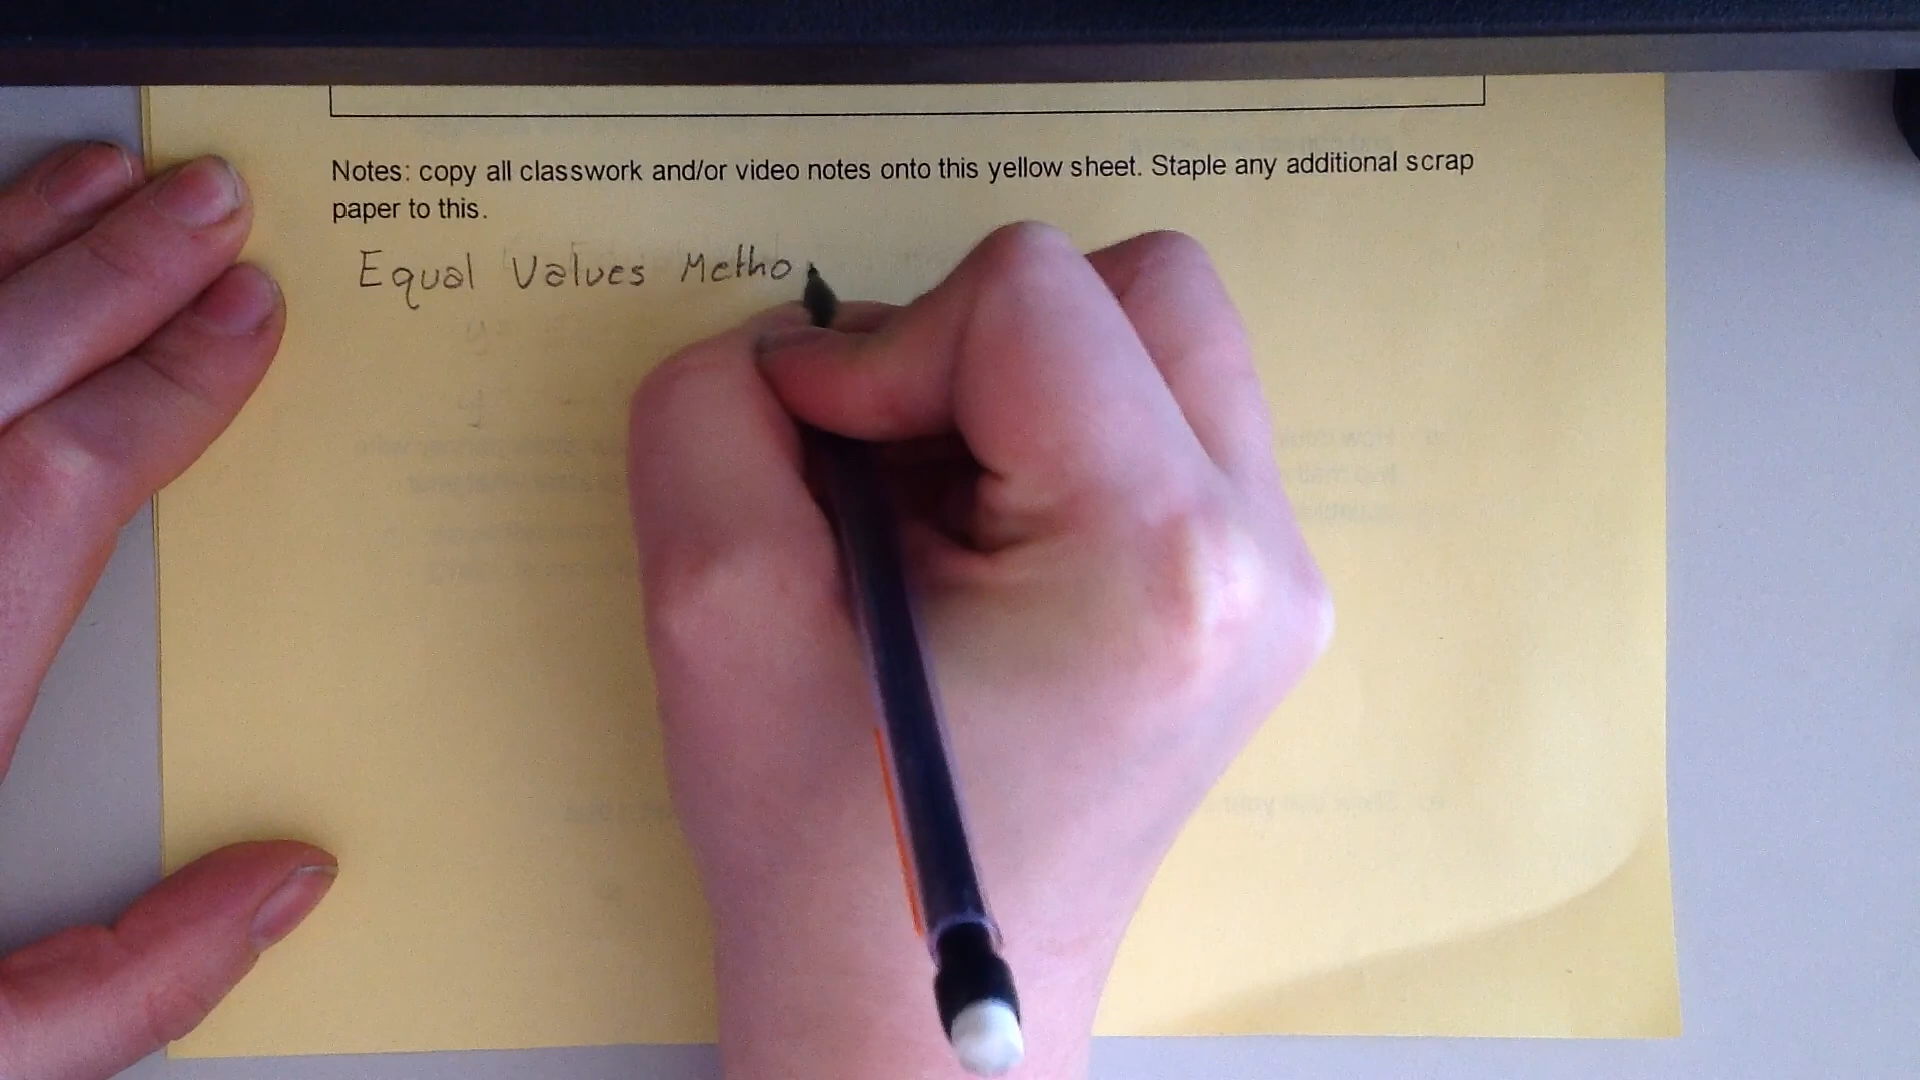 Notes: copy all classwork and/or video notes onto this yellow sheet. Staple any additional scrap
paper to this.
Equal Values Metho